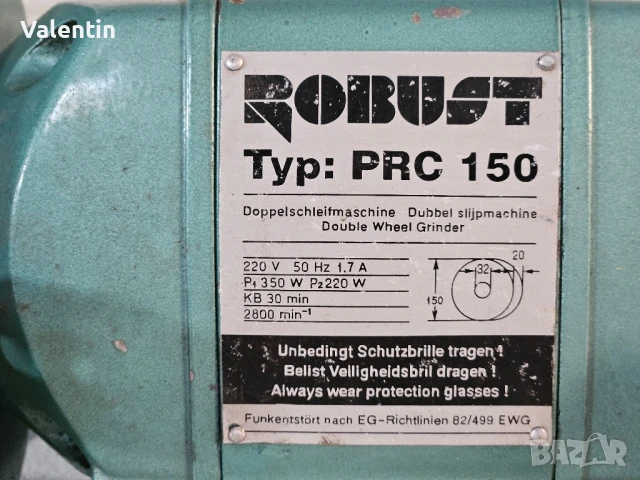 Valentin
ROBUST
Typ: PRC 150
Doppelschleifmaschine Dubbel slijpmachine
Double Wheel Grinder
220 V 50 Hz 1.7 A
P1 350 W P2 220 W
KB 30 min
2800 min⁻¹
20
32
150
Unbedingt Schutzbrille tragen!
Belist Veiligheidsbril dragen!
Always wear protection glasses!
Funkentstört nach EG-Richtlinien 82/499 EWG
BAZAR